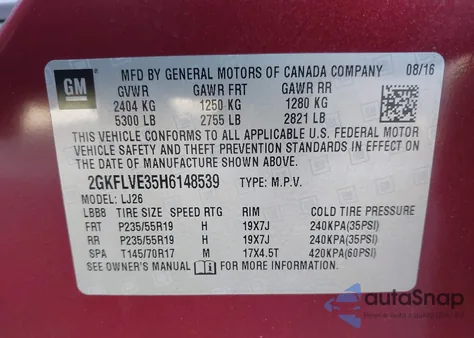 GM
MFD BY GENERAL MOTORS OF CANADA COMPANY 08/16
GVWR GAWR FRT GAWR RR
2404 KG 1250 KG 1280 KG
5300 LB 2755 LB 2821 LB
THIS VEHICLE CONFORMS TO ALL APPLICABLE U.S. FEDERAL MOTOR
VEHICLE SAFETY AND THEFT PREVENTION STANDARDS IN EFFECT ON
THE DATE OF MANUFACTURE SHOWN ABOVE.
2GKFLVE35H6148539 TYPE: M.P.V.
MODEL: LJ26
LBB8 TIRE SIZE SPEED RTG RIM COLD TIRE PRESSURE
FRT P235/55R19 H 19X7J 240KPA(35PSI)
RR P235/55R19 H 19X7J 240KPA(35PSI)
SPA T145/70R17 M 17X4.5T 420KPA(60PSI)
SEE OWNER'S MANUAL FOR MORE INFORMATION
autoSnap